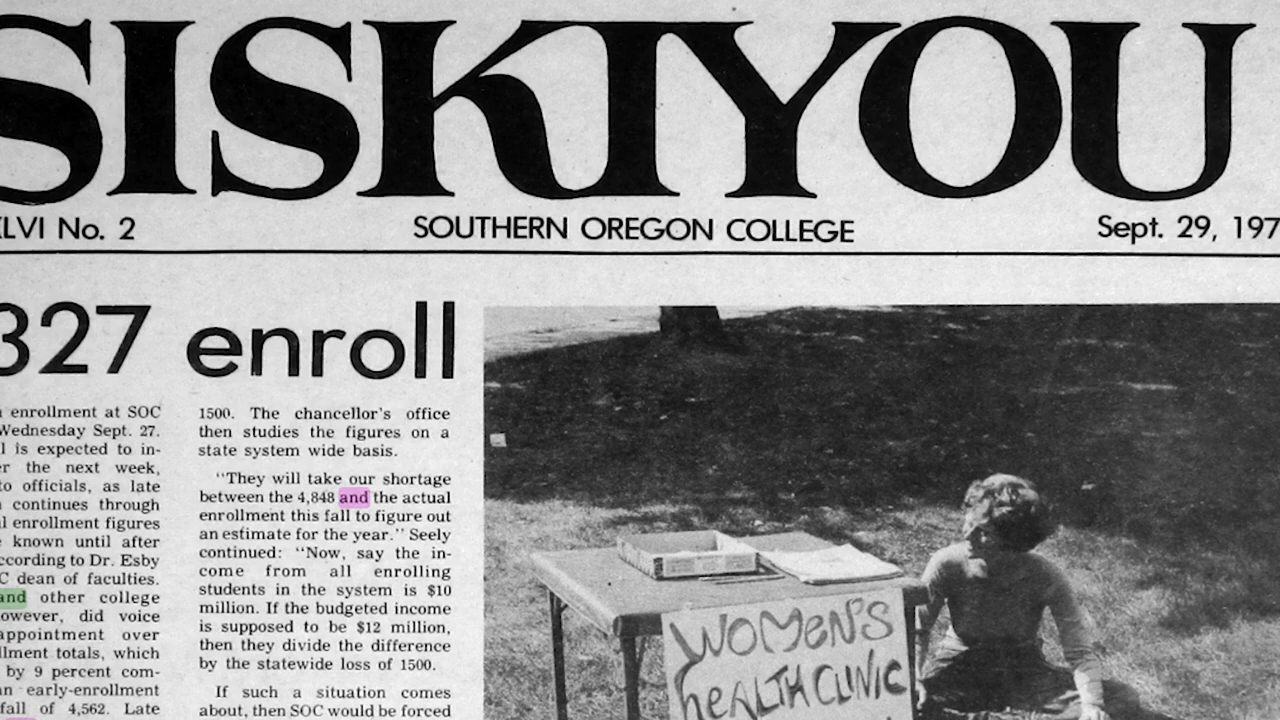 SISKIYOU
XLVI No. 2 SOUTHERN OREGON COLLEGE Sept. 29, 197
327 enroll
enrollment at SOC
Wednesday Sept. 27.
is expected to in-
the next week,
to officials, as late
continues through
enrollment figures
known until after
According to Dr. Esby
dean of faculties.
and other college
however, did voice
over
totals, which
by 9 percent com-
early-enrollment
fall of 4,562. Late
1500. The chancellor's office
then studies the figures on a
state system wide basis.
"They will take our shortage
between the 4,848 and the actual
enrollment this fall to figure out
an estimate for the year." Seely
continued: "Now, say the in-
come from all enrolling
students in the system is $10
million. If the budgeted income
is supposed to be $12 million,
then they divide the difference
by the statewide loss of 1500.
If such a situation comes
about, then SOC would be forced
WOMEN'S
HEALTH CLINIC